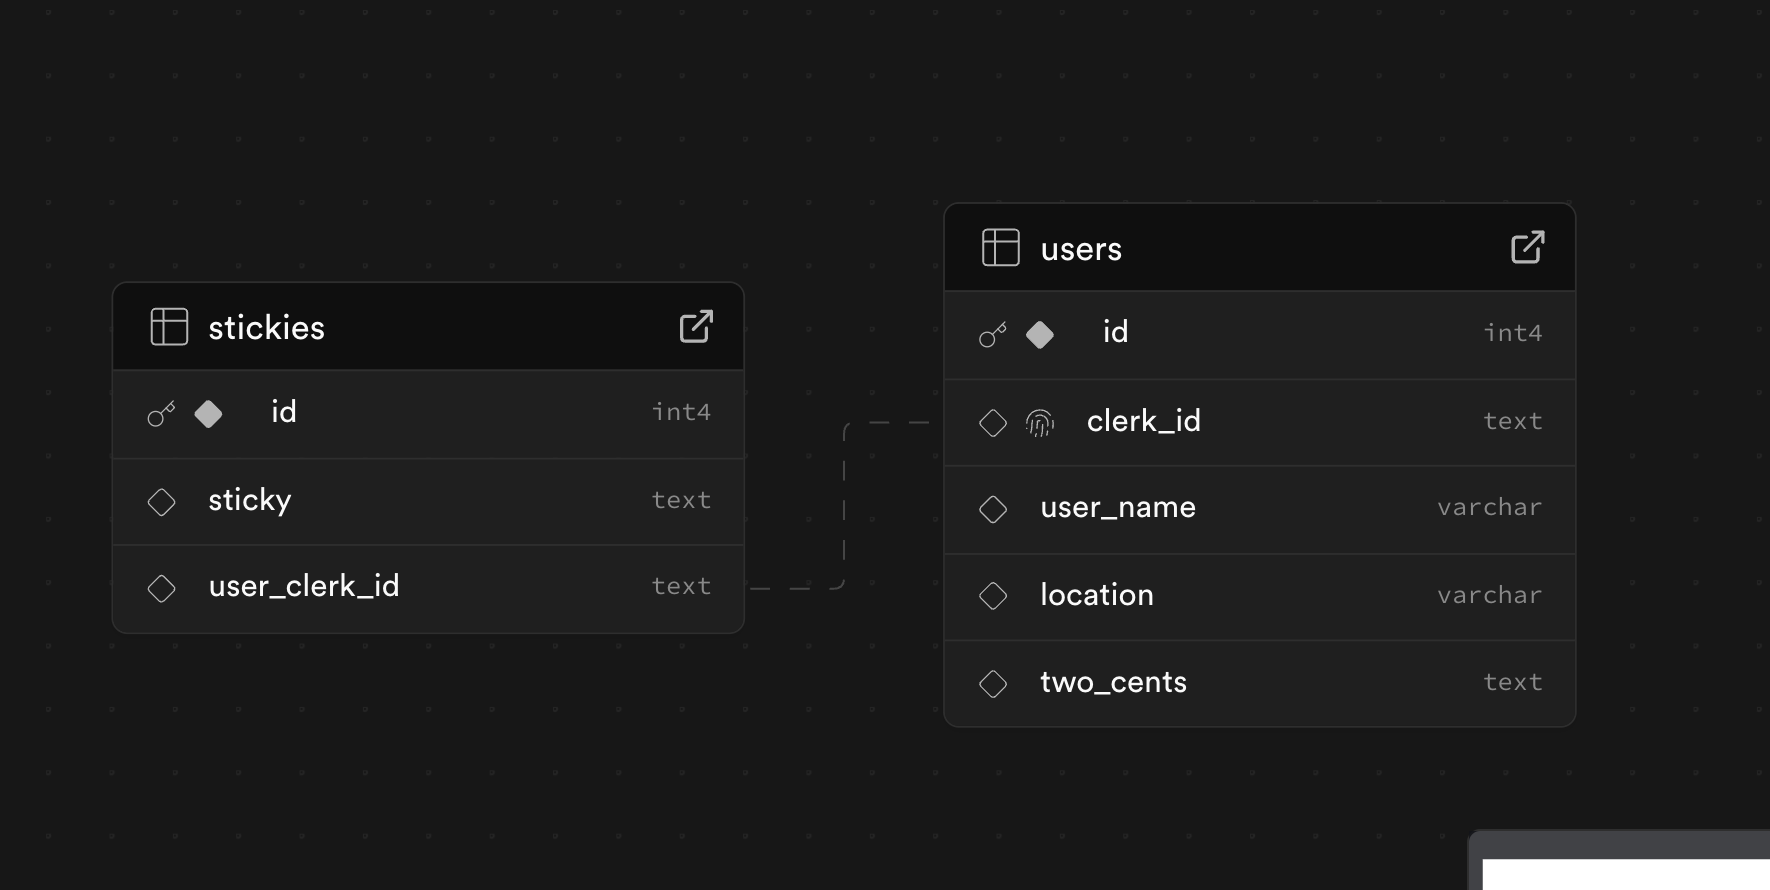 stickies
id int4
sticky text
user_clerk_id text
users
id int4
clerk_id text
user_name varchar
location varchar
two_cents text